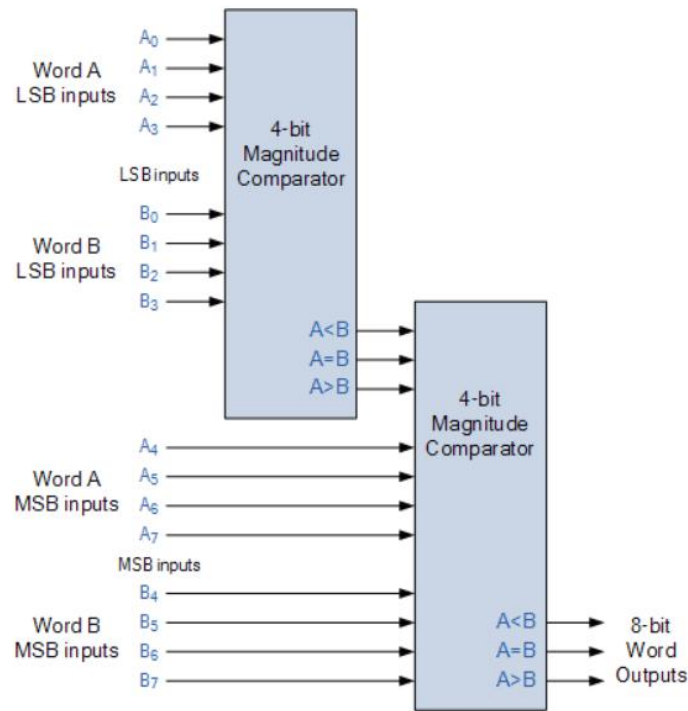 A₀
A₁
A₂
A₃
Word A
LSB inputs
4-bit
Magnitude
Comparator
LSB inputs
B₀
B₁
B₂
B₃
Word B
LSB inputs
A<B
A=B
A>B
4-bit
Magnitude
Comparator
A₄
A₅
A₆
A₇
Word A
MSB inputs
MSB inputs
B₄
B₅
B₆
B₇
Word B
MSB inputs
A<B
A=B
A>B
8-bit
Word
Outputs